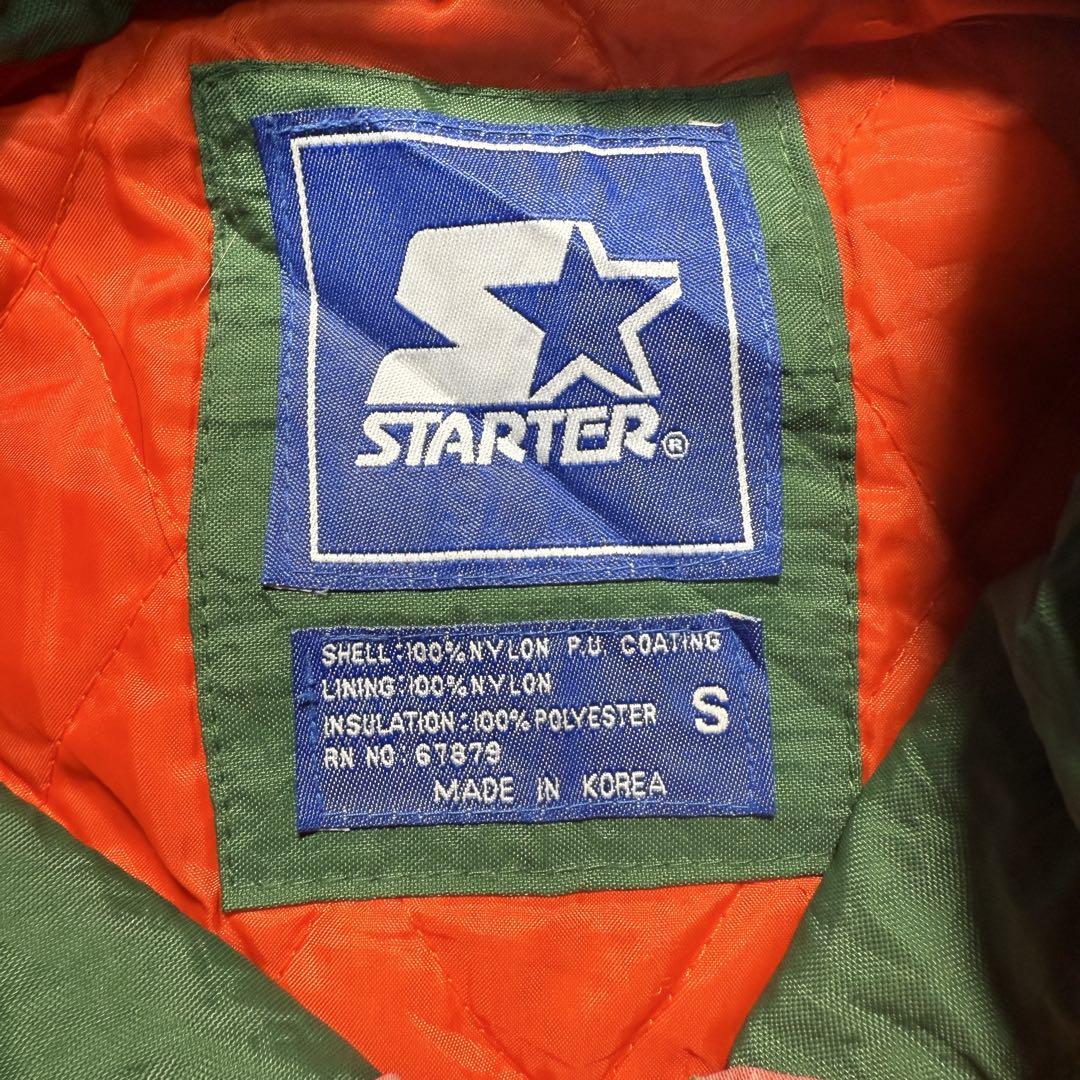 STARTER®
SHELL:100% NYLON P.U. COATING
LINING:100% NYLON
INSULATION:100% POLYESTER
S
RN NO: 67879
MADE IN KOREA